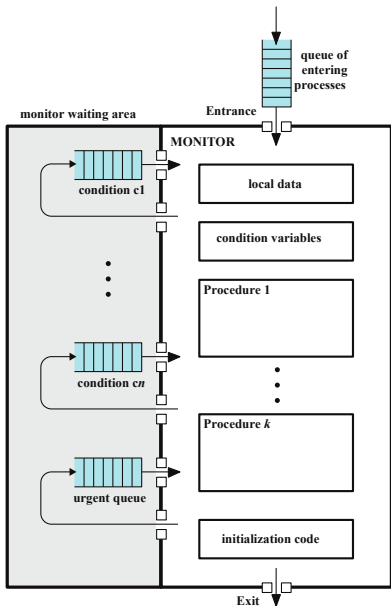 queue of
entering
processes
Entrance
monitor waiting area
MONITOR
condition c1
local data
condition variables
Procedure 1
condition cn
Procedure k
urgent queue
initialization code
Exit